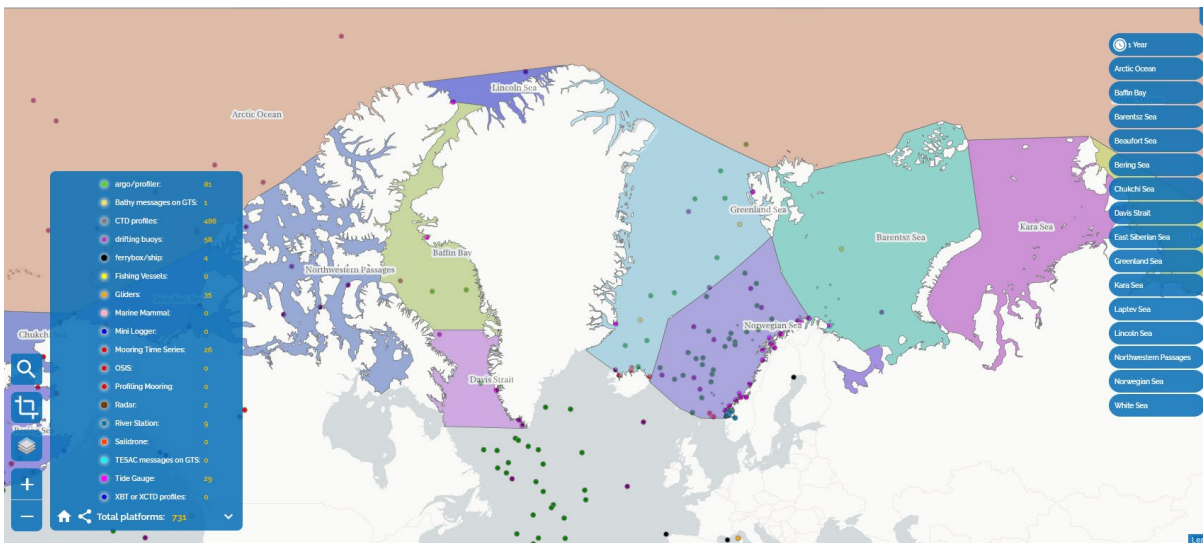 Arctic Ocean
Lincoln Sea
Greenland Sea
Baffin Bay
Northwestern Passages
Barentsz Sea
Kara Sea
Norwegian Sea
Davis Strait
argo/profiler: 81
Bathy messages on GTS: 1
CTD profiles: 486
drifting buoys: 58
ferrybox/ship: 4
Fishing Vessels: 0
Gliders: 35
Marine Mammal: 0
Mini Logger: 0
Mooring Time Series: 26
OSIS: 0
Profiling Mooring: 0
Radar: 2
River Station: 9
Saildrone: 0
TESAC messages on GTS: 0
Tide Gauge: 29
XBT or XCTD profiles: 0
Total platforms: 731
1 Year
Arctic Ocean
Baffin Bay
Barentsz Sea
Beaufort Sea
Bering Sea
Chukchi Sea
Davis Strait
East Siberian Sea
Greenland Sea
Kara Sea
Laptev Sea
Lincoln Sea
Northwestern Passages
Norwegian Sea
White Sea